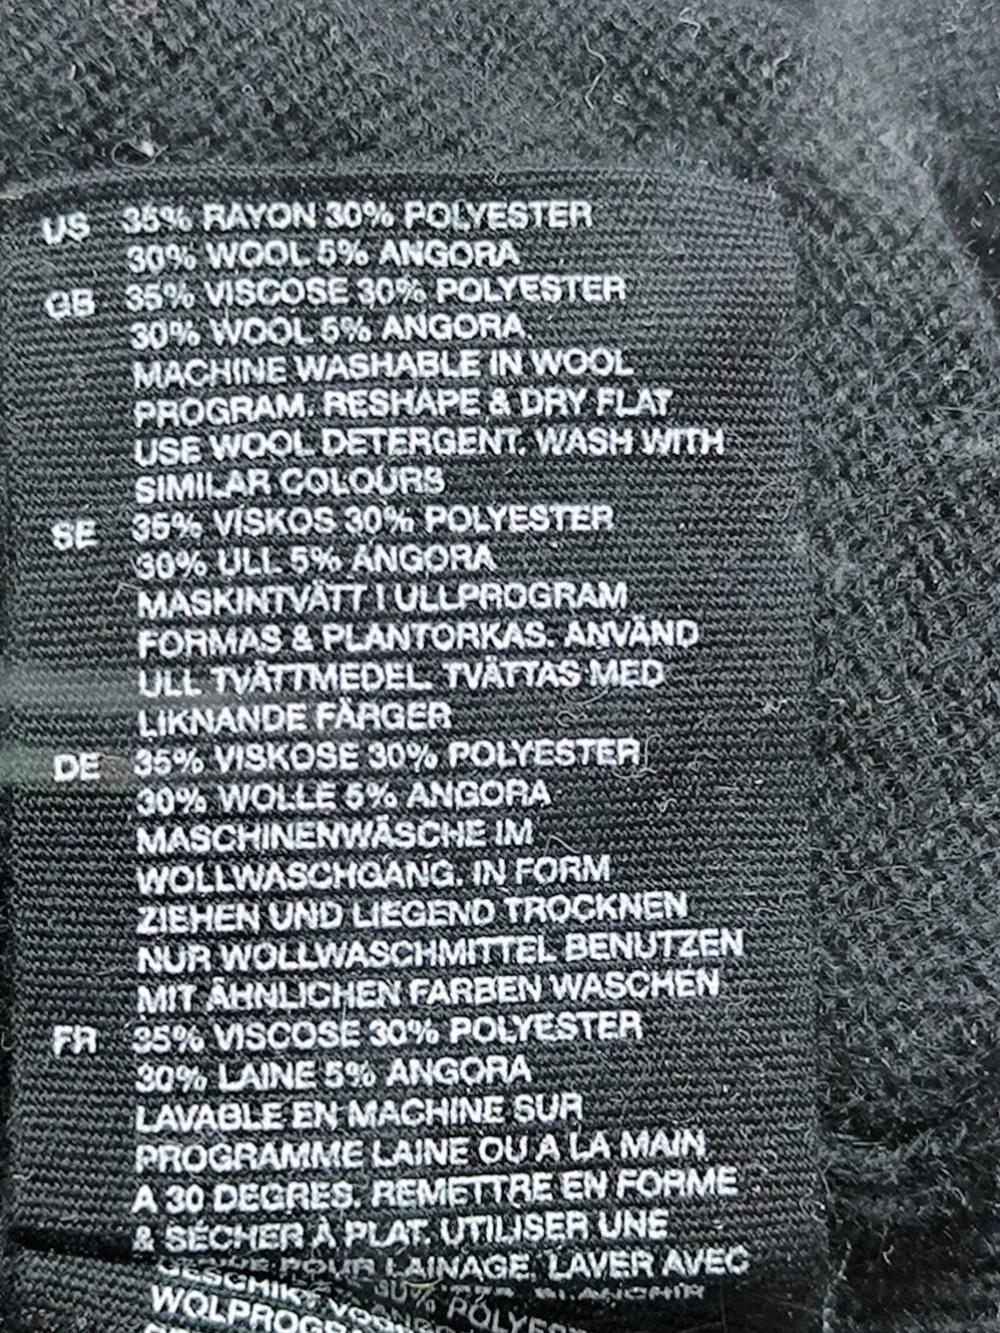 US 35% RAYON 30% POLYESTER
30% WOOL 5% ANGORA
GB 35% VISCOSE 30% POLYESTER
30% WOOL 5% ANGORA
MACHINE WASHABLE IN WOOL
PROGRAM. RESHAPE & DRY FLAT
USE WOOL DETERGENT. WASH WITH
SIMILAR COLOURS
SE 35% VISKOS 30% POLYESTER
30% ULL 5% ANGORA
MASKINTVÄTT I ULLPROGRAM
FORMAS & PLANTORKAS. ANVÄND
ULL TVÄTTMEDEL. TVÄTTAS MED
LIKNANDE FÄRGER
DE 35% VISKOSE 30% POLYESTER
30% WOLLE 5% ANGORA
MASCHINENWÄSCHE IM
WOLLWASCHGANG. IN FORM
ZIEHEN UND LIEGEND TROCKNEN
NUR WOLLWASCHMITTEL BENUTZEN
MIT ÄHNLICHEN FARBEN WASCHEN
FR 35% VISCOSE 30% POLYESTER
30% LAINE 5% ANGORA
LAVABLE EN MACHINE SUR
PROGRAMME LAINE OU A LA MAIN
A 30 DEGRES. REMETTRE EN FORME
& SÉCHER À PLAT. UTILISER UNE
POUR LAINAGE. LAVER AVEC